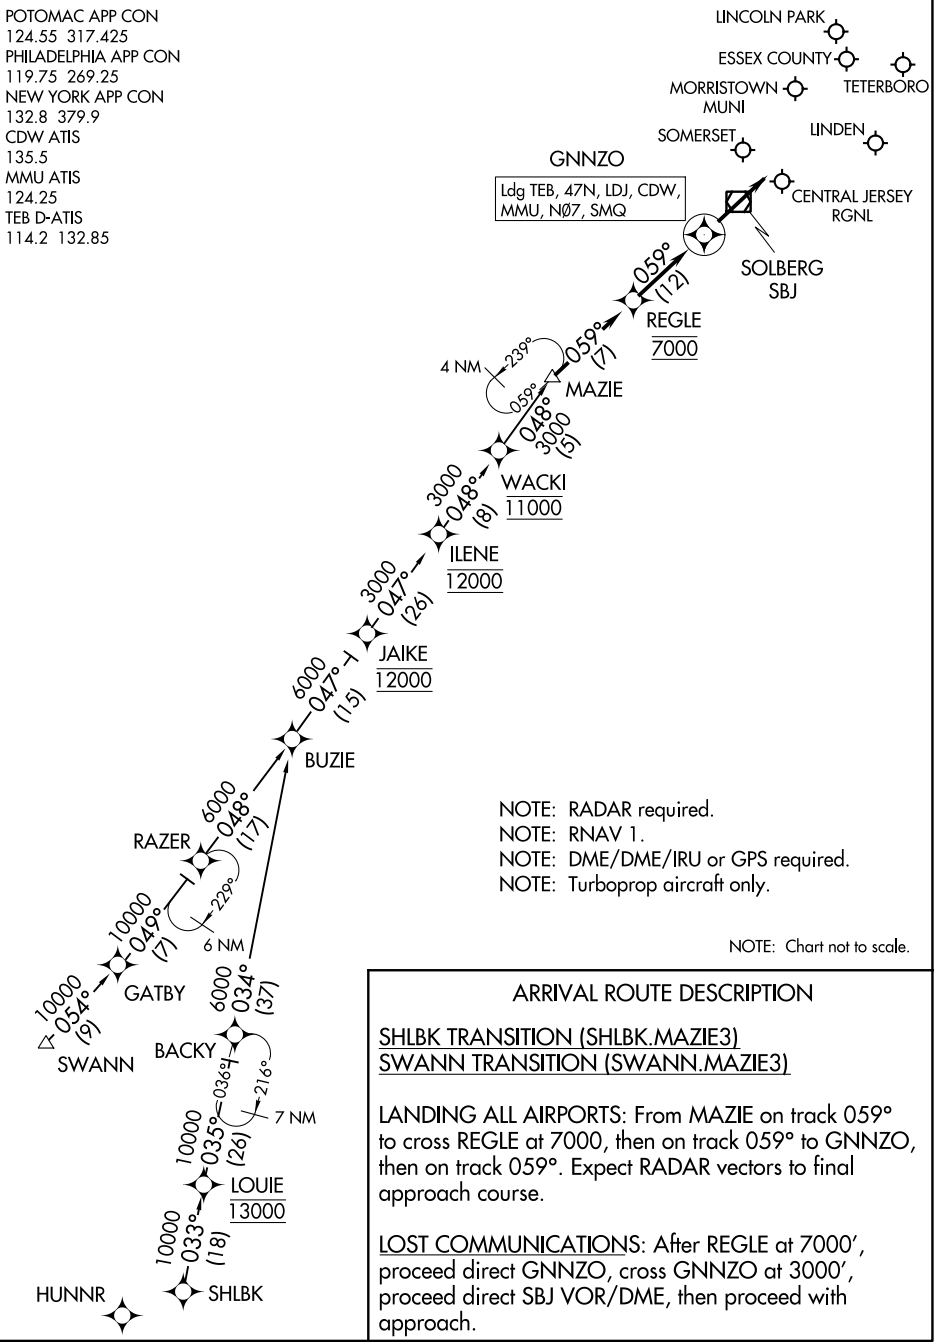 POTOMAC APP CON
124.55 317.425
PHILADELPHIA APP CON
119.75 269.25
NEW YORK APP CON
132.8 379.9
CDW ATIS
135.5
MMU ATIS
124.25
TEB D-ATIS
114.2 132.85
LINCOLN PARK
ESSEX COUNTY
TETERBORO
MORRISTOWN
MUNI
SOMERSET
LINDEN
GNNZO
Ldg TEB, 47N, LDJ, CDW,
MMU, NØ7, SMQ
CENTRAL JERSEY
RGNL
SOLBERG
SBJ
059°
(12)
REGLE
7000
059°
(7)
239°
4 NM
059°
MAZIE
048°
3000
(5)
WACKI
11000
3000
048°
(8)
ILENE
12000
3000
047°
(26)
JAIKE
12000
6000
047°
(15)
BUZIE
6000
048°
(17)
RAZER
229°
6 NM
10000
049°
(7)
GATBY
10000
054°
(9)
SWANN
6000
034°
(37)
BACKY
036°
216°
7 NM
10000
035°
(26)
LOUIE
13000
10000
033°
(18)
HUNNR
SHLBK
NOTE: RADAR required.
NOTE: RNAV 1.
NOTE: DME/DME/IRU or GPS required.
NOTE: Turboprop aircraft only.
NOTE: Chart not to scale.
ARRIVAL ROUTE DESCRIPTION
SHLBK TRANSITION (SHLBK.MAZIE3)
SWANN TRANSITION (SWANN.MAZIE3)
LANDING ALL AIRPORTS: From MAZIE on track 059°
to cross REGLE at 7000, then on track 059° to GNNZO,
then on track 059°. Expect RADAR vectors to final
approach course.
LOST COMMUNICATIONS: After REGLE at 7000′,
proceed direct GNNZO, cross GNNZO at 3000′,
proceed direct SBJ VOR/DME, then proceed with
approach.